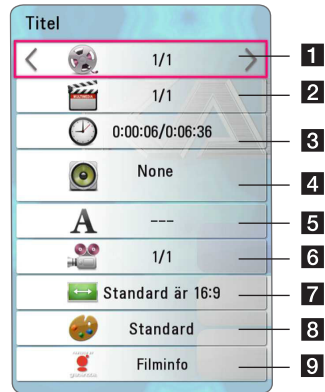 Titel
1/1 1
1/1 2
0:00:06/0:06:36 3
None 4
A --- 5
1/1 6
Standard är 16:9 7
Standard 8
Filminfo 9